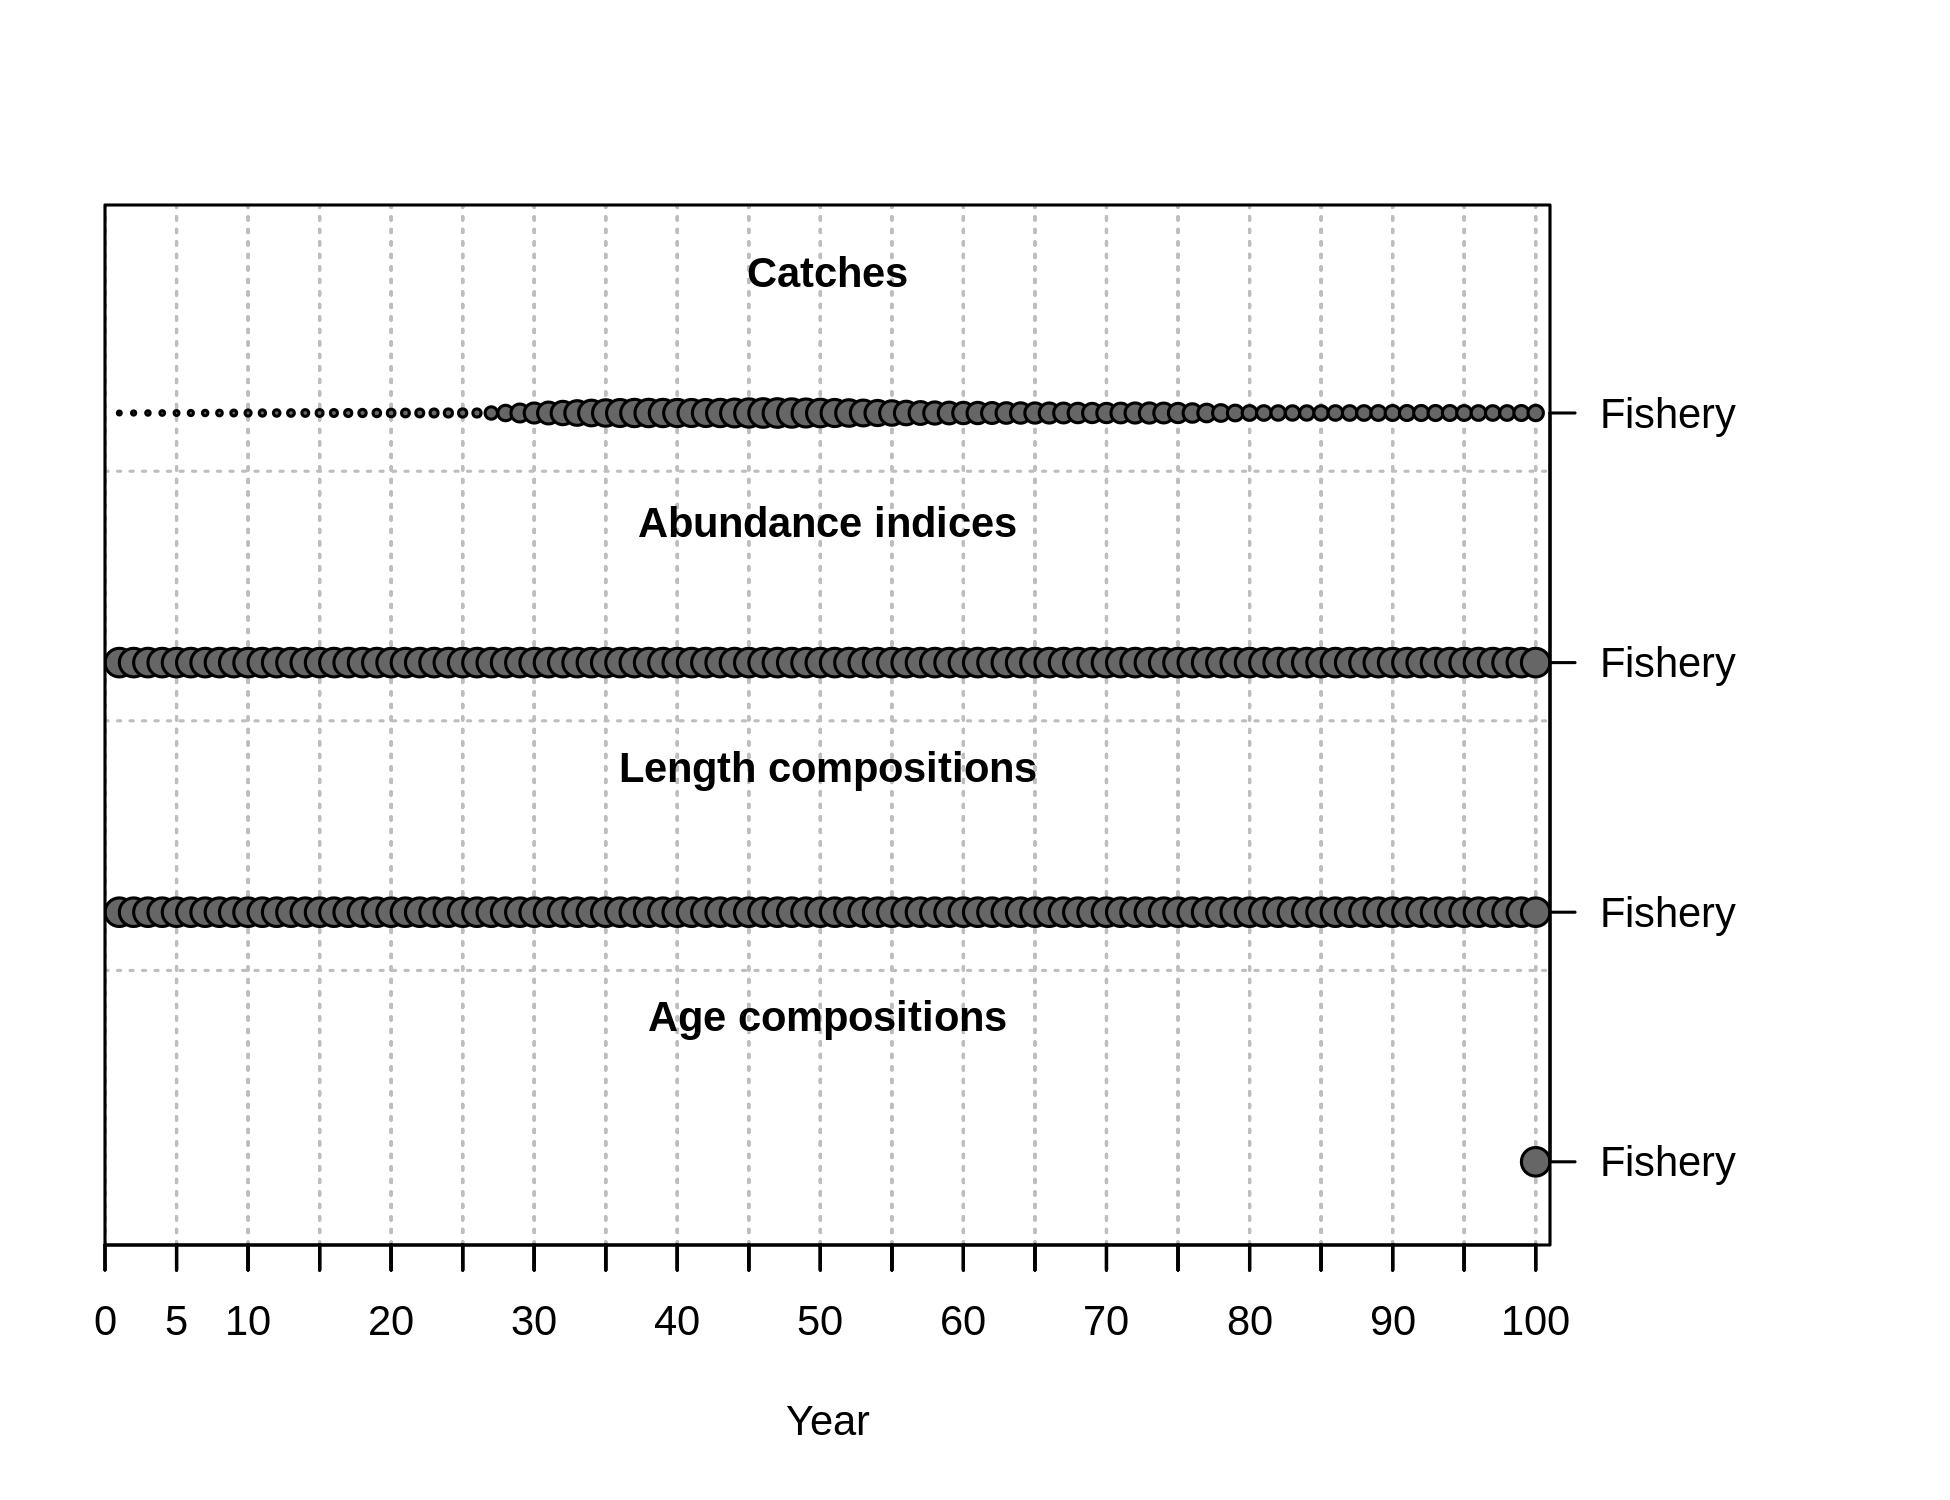 Catches
Fishery
Abundance indices
Fishery
Length compositions
Fishery
Age compositions
Fishery
0 5 10 20 30 40 50 60 70 80 90 100
Year